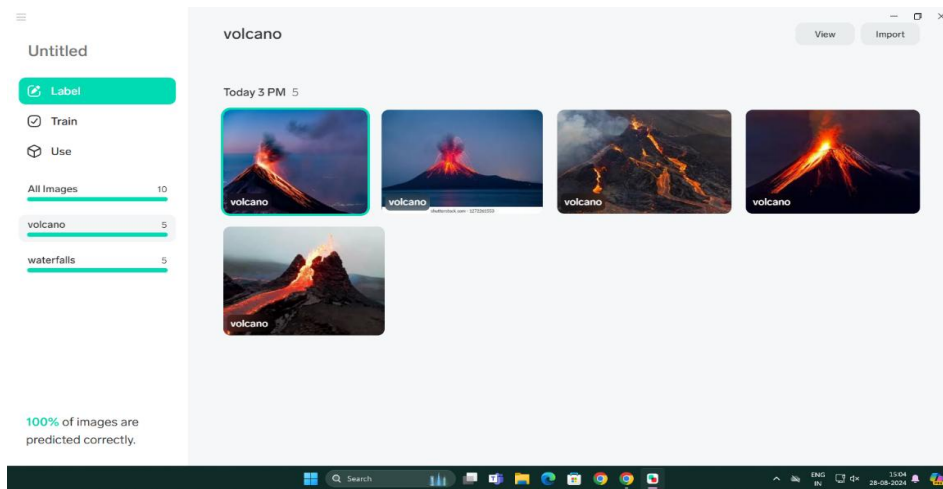 Untitled
Label
Train
Use
All Images 10
volcano 5
waterfalls 5
100% of images are
predicted correctly.
volcano
View Import
Today 3 PM 5
volcano
volcano
volcano
volcano
volcano
Search
ENG
IN
15:04
28-08-2024